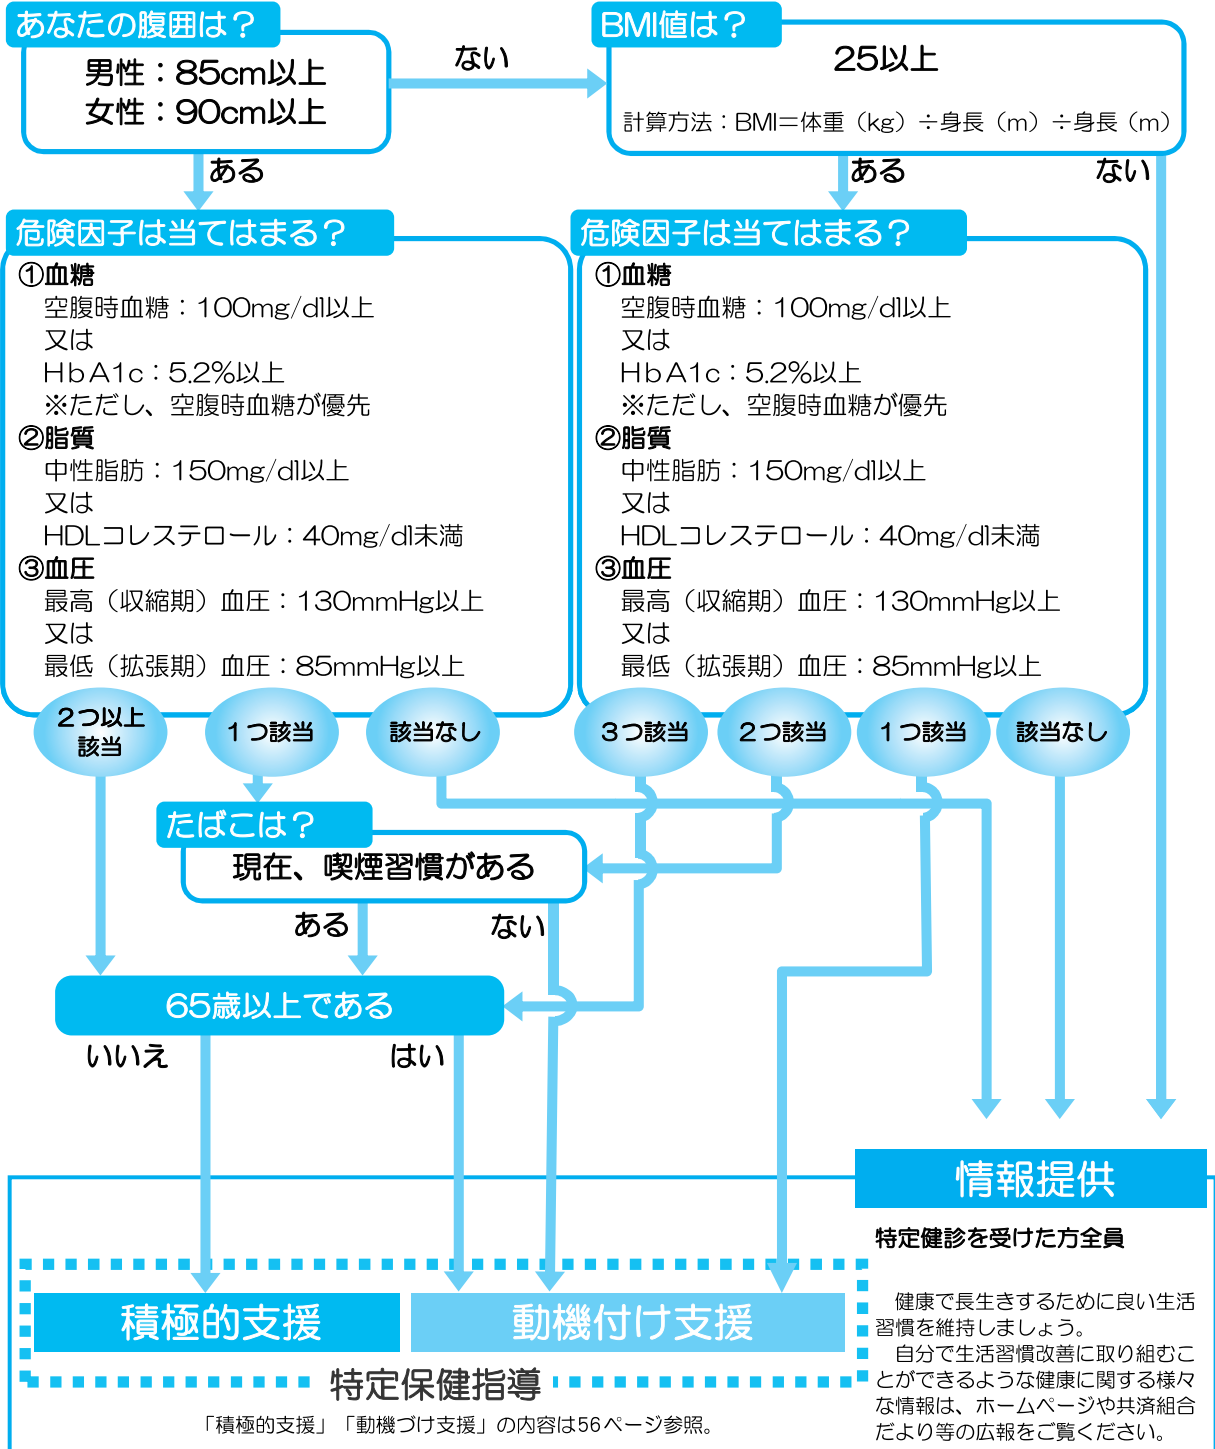 あなたの腹囲は？
男性：85cm以上
女性：90cm以上
ない
BMI値は？
25以上
計算方法：BMI＝体重（kg）÷身長（m）÷身長（m）
ある
ある
ない
危険因子は当てはまる？
①血糖
空腹時血糖：100mg/dl以上
又は
HbA1c：5.2%以上
※ただし、空腹時血糖が優先
②脂質
中性脂肪：150mg/dl以上
又は
HDLコレステロール：40mg/dl未満
③血圧
最高（収縮期）血圧：130mmHg以上
又は
最低（拡張期）血圧：85mmHg以上
危険因子は当てはまる？
①血糖
空腹時血糖：100mg/dl以上
又は
HbA1c：5.2%以上
※ただし、空腹時血糖が優先
②脂質
中性脂肪：150mg/dl以上
又は
HDLコレステロール：40mg/dl未満
③血圧
最高（収縮期）血圧：130mmHg以上
又は
最低（拡張期）血圧：85mmHg以上
2つ以上
該当
1つ該当
該当なし
3つ該当
2つ該当
1つ該当
該当なし
たばこは？
現在、喫煙習慣がある
ある
ない
65歳以上である
いいえ
はい
情報提供
特定健診を受けた方全員
健康で長生きするために良い生活
習慣を維持しましょう。
自分で生活習慣改善に取り組むこ
とができるような健康に関する様々
な情報は、ホームページや共済組合
だより等の広報をご覧ください。
積極的支援
動機付け支援
特定保健指導
「積極的支援」「動機づけ支援」の内容は56ページ参照。